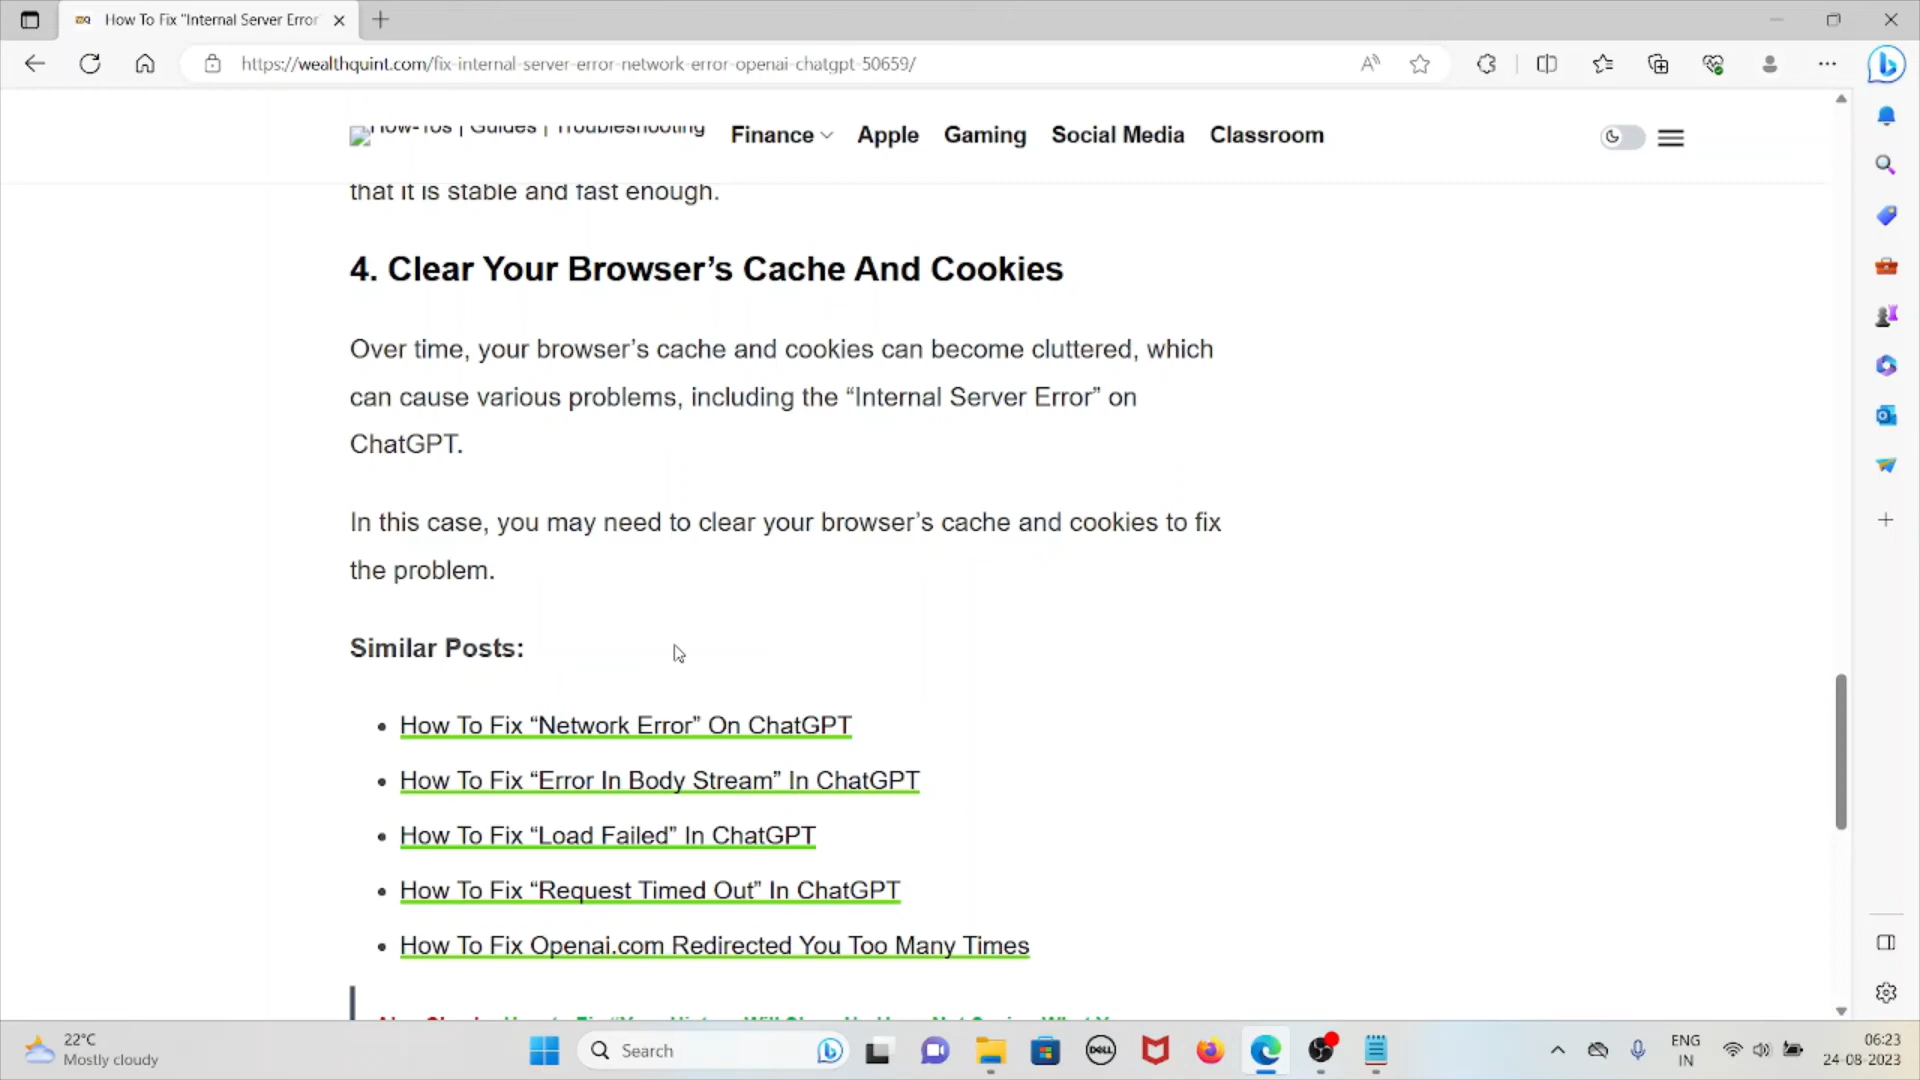 How To Fix "Internal Server Error"
https://wealthquint.com/fix-internal-server-error-network-error-openai-chatgpt-50659/
How-Tos | Guides | Troubleshooting
Finance
Apple
Gaming
Social Media
Classroom
that it is stable and fast enough.
4. Clear Your Browser’s Cache And Cookies
Over time, your browser’s cache and cookies can become cluttered, which
can cause various problems, including the “Internal Server Error” on
ChatGPT.
In this case, you may need to clear your browser’s cache and cookies to fix
the problem.
Similar Posts:
How To Fix “Network Error” On ChatGPT
How To Fix “Error In Body Stream” In ChatGPT
How To Fix “Load Failed” In ChatGPT
How To Fix “Request Timed Out” In ChatGPT
How To Fix Openai.com Redirected You Too Many Times
22°C
Mostly cloudy
Search
DELL
ENG
IN
06:23
24-08-2023